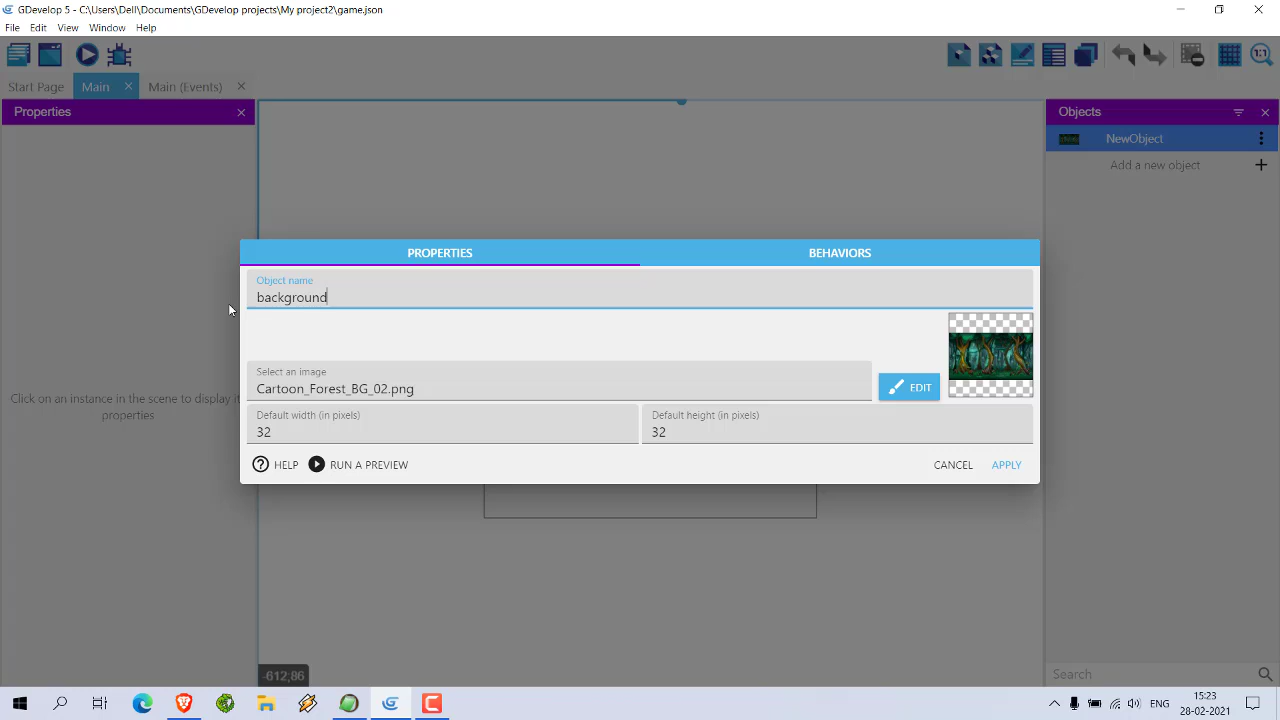 GDevelop 5 - C:\Users\Dell\Documents\GDevelop projects\My project2\game.json
File Edit View Window Help
Start Page Main Main (Events)
Properties
Objects
NewObject
Add a new object
PROPERTIES BEHAVIORS
Object name
background
Select an image
Cartoon_Forest_BG_02.png
EDIT
Click on an instance in the scene to display it
properties
Default width (in pixels) Default height (in pixels)
32 32
HELP RUN A PREVIEW CANCEL APPLY
-612;86
Search
ENG
15:23
28-02-2021
1:1